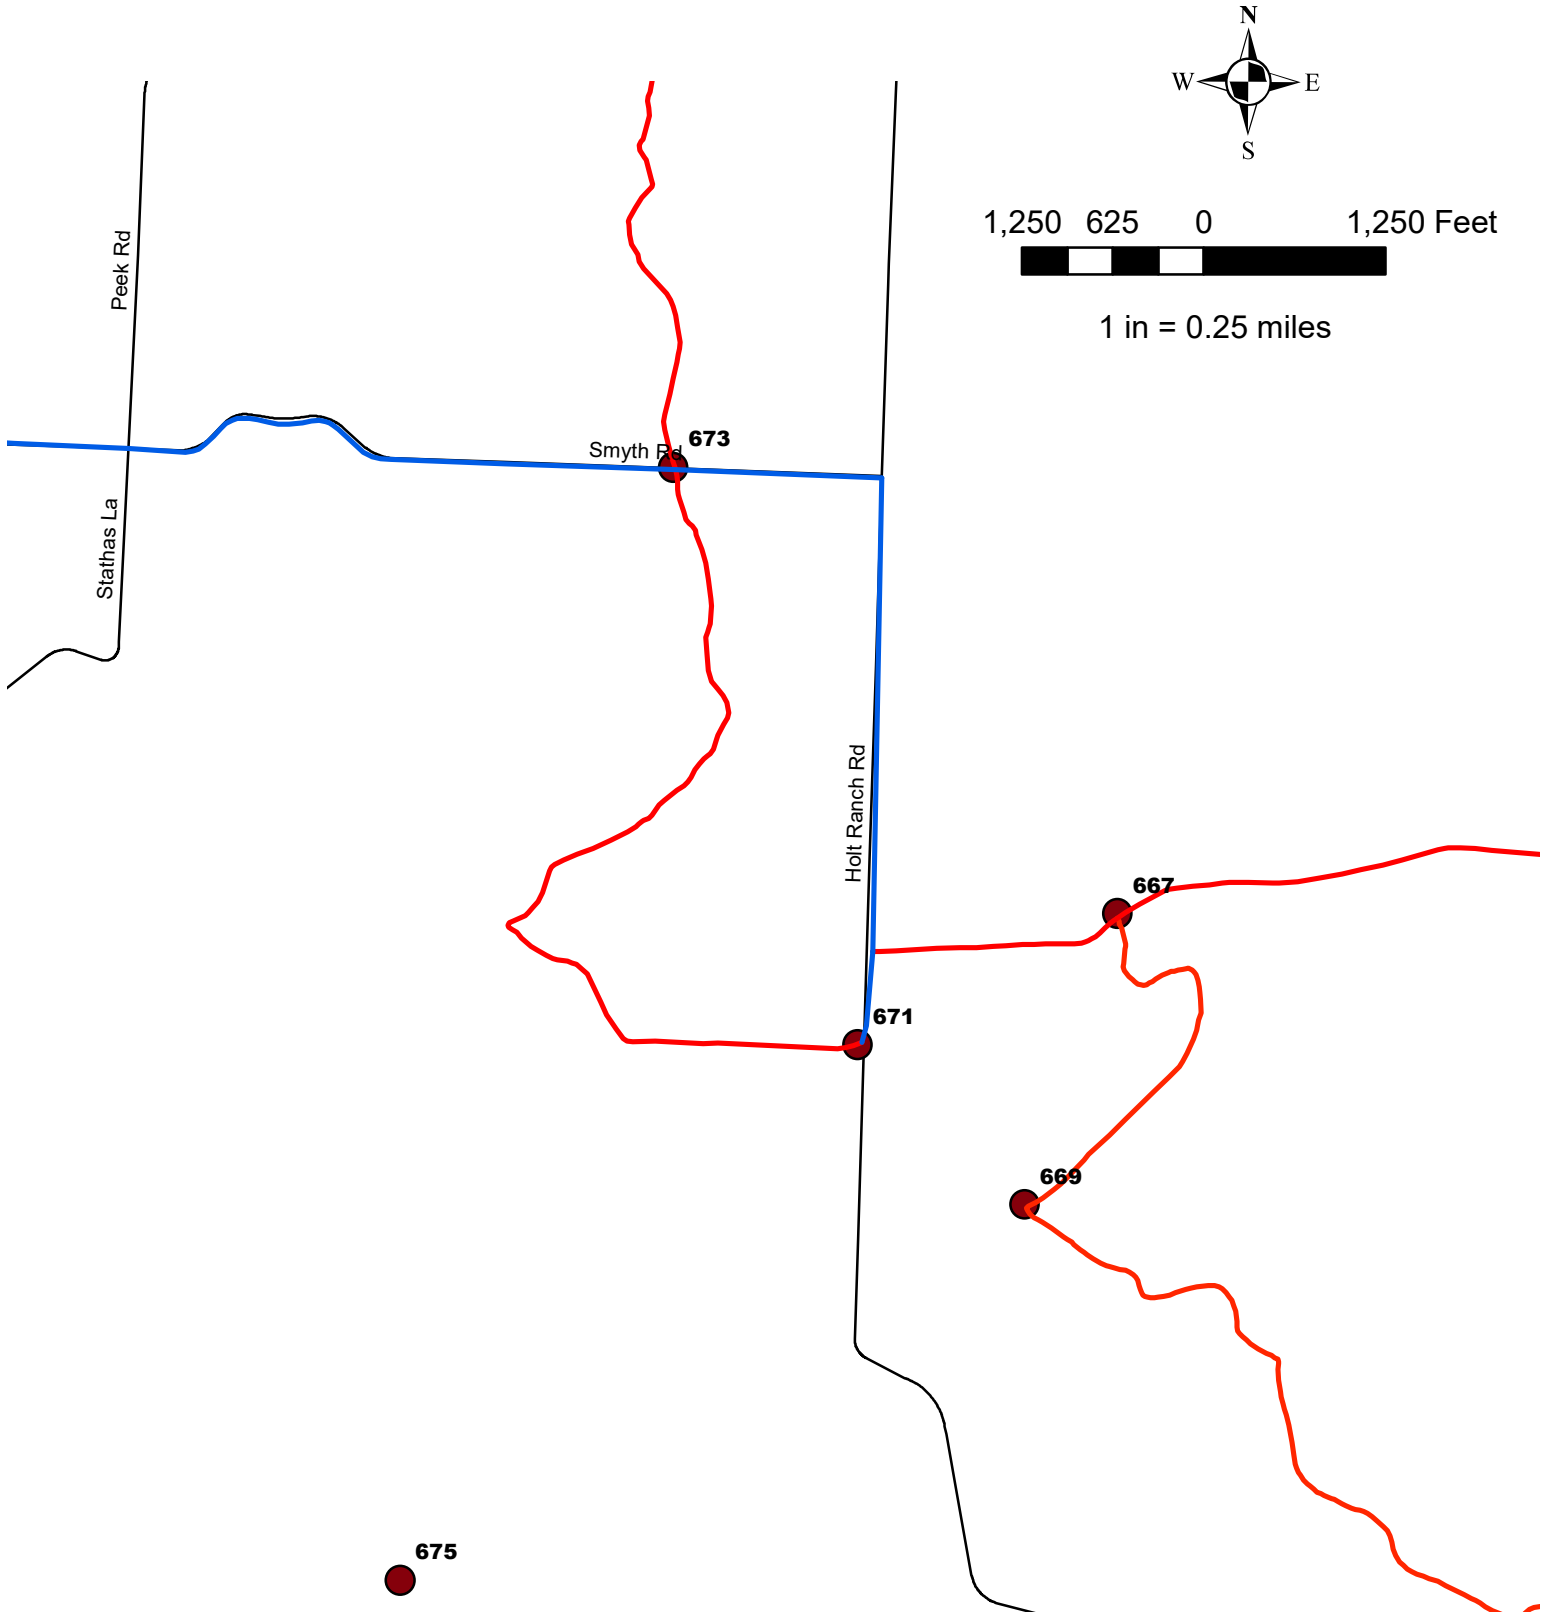 N
W E
S
1,250 625 0 1,250 Feet
1 in = 0.25 miles
Peek Rd
Smyth Rd
673
Stathas La
Holt Ranch Rd
667
671
669
675